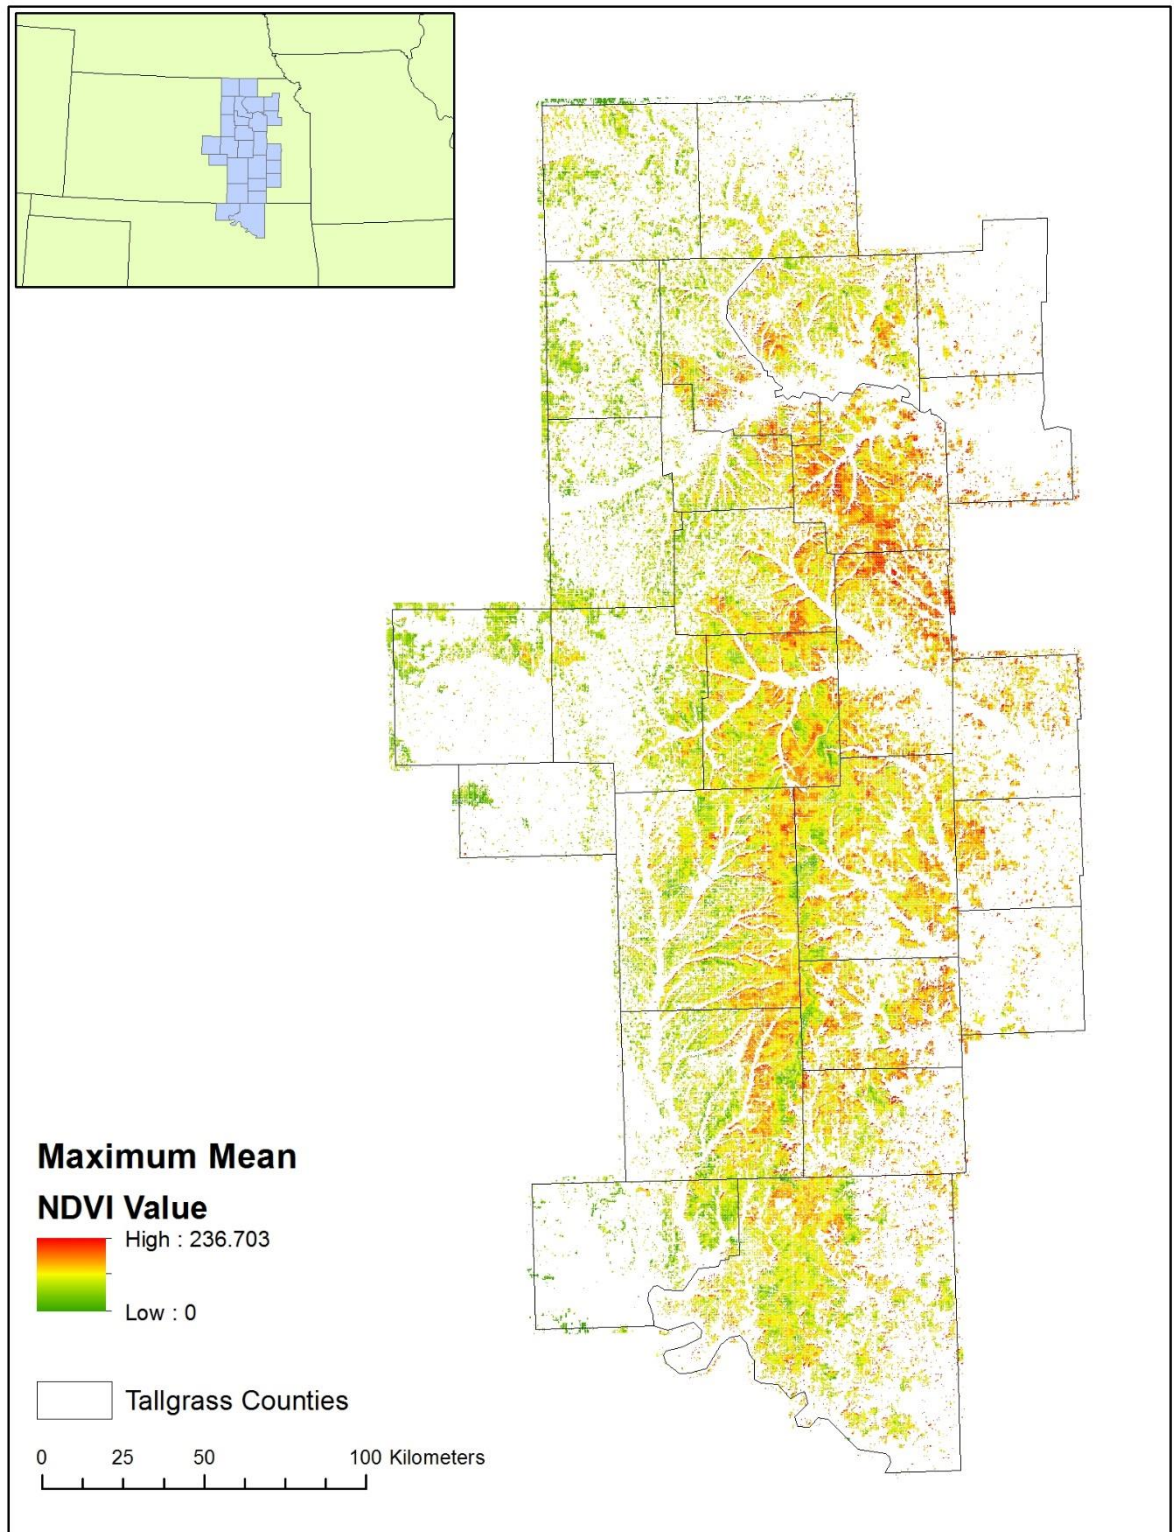 Maximum Mean
NDVI Value
High : 236.703
Low : 0
Tallgrass Counties
0 25 50 100 Kilometers